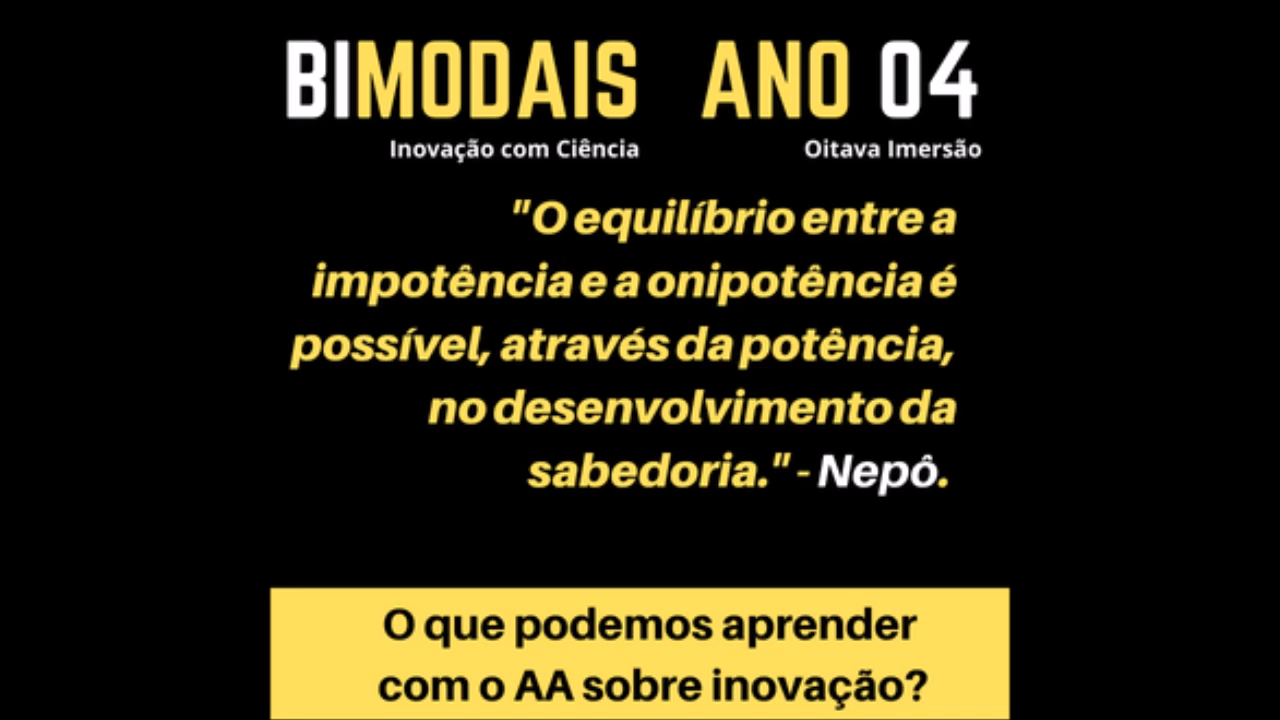 BIMODAIS ANO 04
Inovação com Ciência Oitava Imersão
"O equilíbrio entre a
impotência e a onipotência é
possível, através da potência,
no desenvolvimento da
sabedoria." - Nepô.
O que podemos aprender
com o AA sobre inovação?